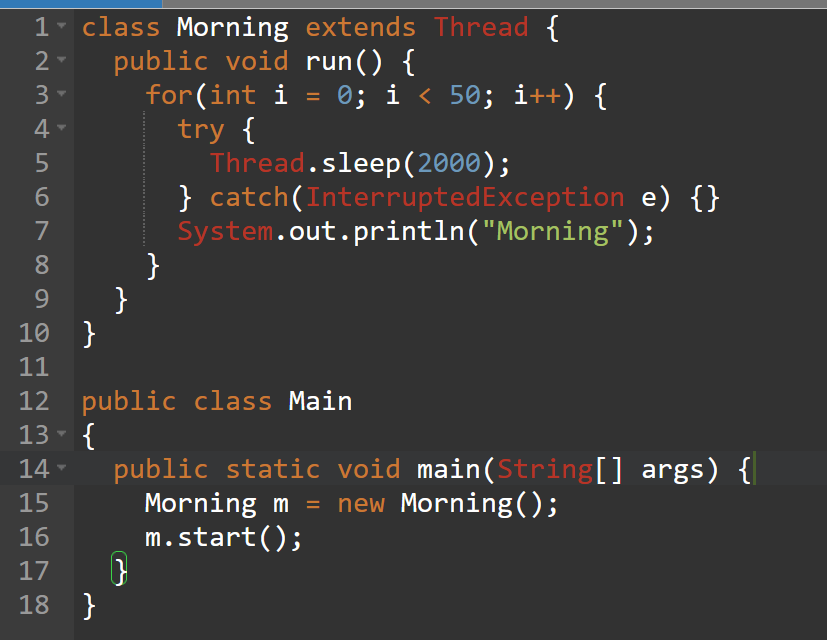 1 class Morning extends Thread {
2   public void run() {
3     for(int i = 0; i < 50; i++) {
4       try {
5         Thread.sleep(2000);
6       } catch(InterruptedException e) {}
7       System.out.println("Morning");
8     }
9   }
10 }
11
12 public class Main
13 {
14   public static void main(String[] args) {
15     Morning m = new Morning();
16     m.start();
17   }
18 }